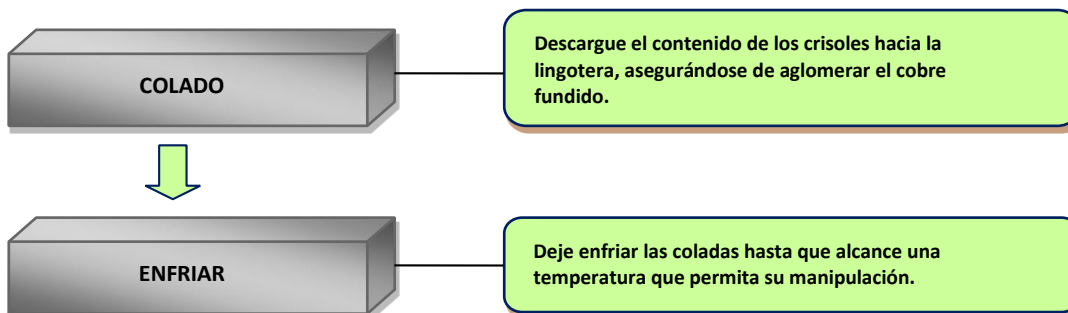 COLADO
Descargue el contenido de los crisoles hacia la
lingotera, asegurándose de aglomerar el cobre
fundido.
ENFRIAR
Deje enfriar las coladas hasta que alcance una
temperatura que permita su manipulación.